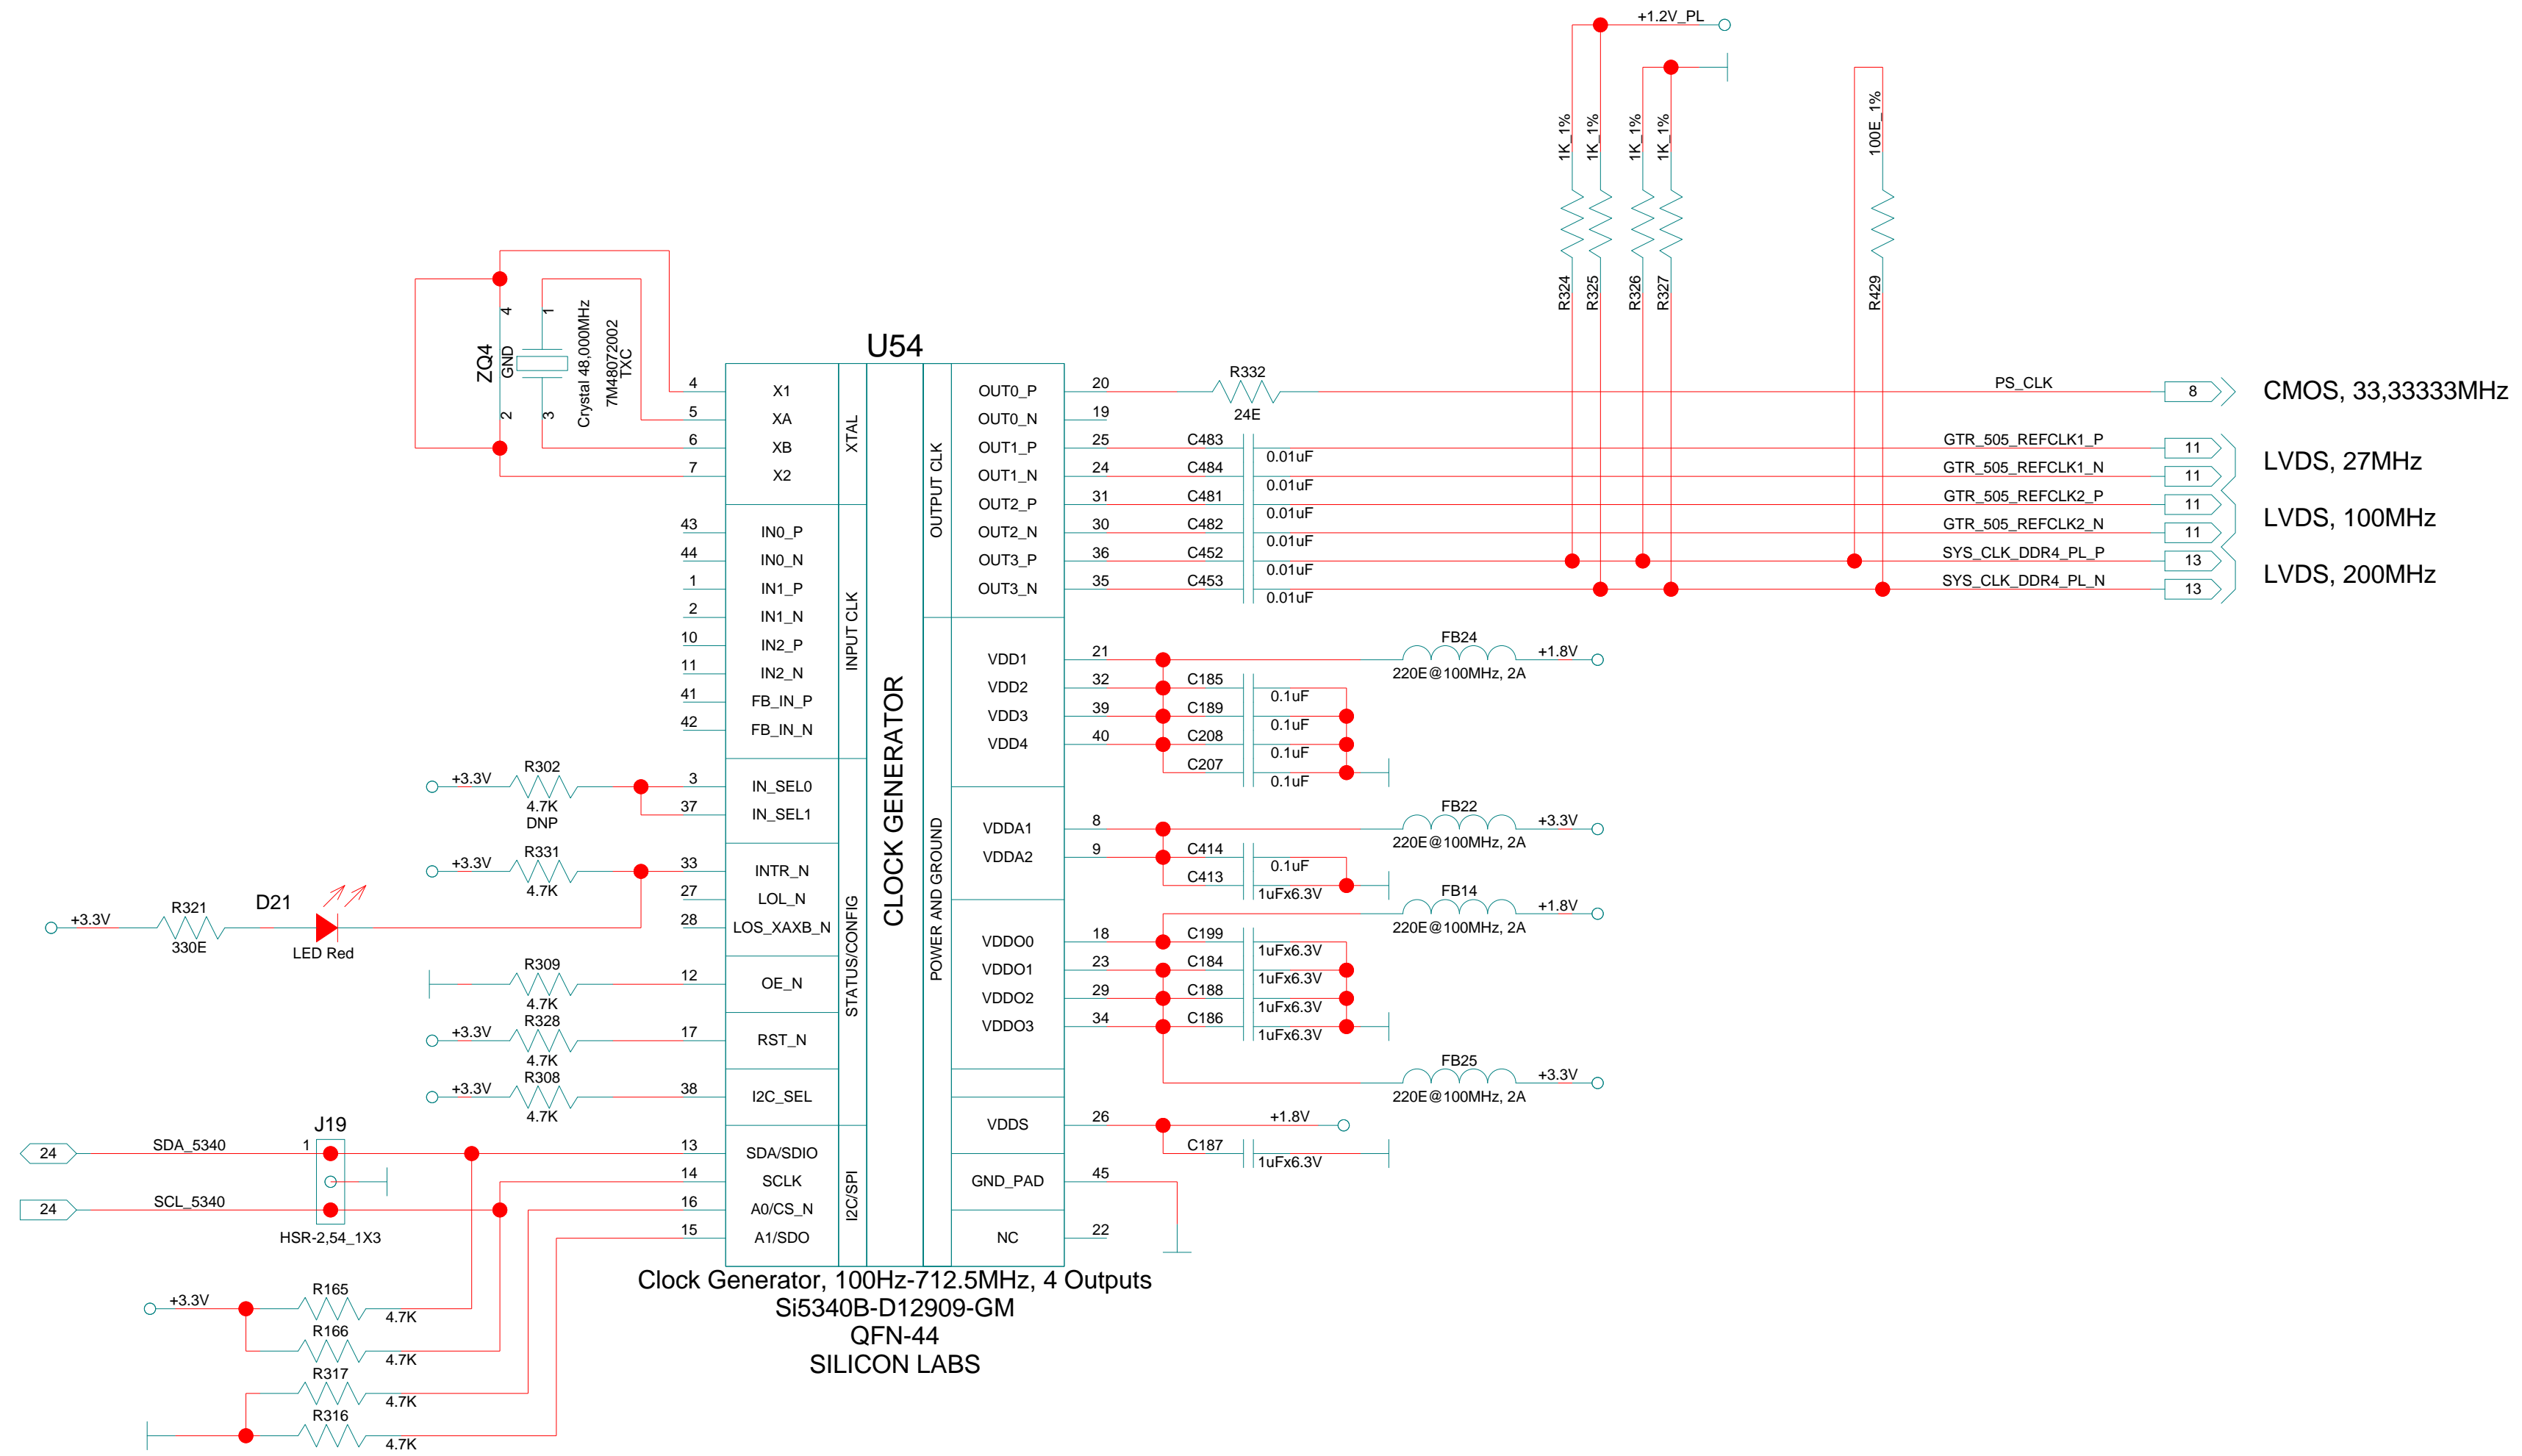 +1.2V_PL
1K_1%
1K_1%
1K_1%
1K_1%
100E_1%
R324
R325
R326
R327
R429
ZQ4
4
GND
2
1
3
Crystal 48,000MHz
7M48072002
TXC
U54
CLOCK GENERATOR
XTAL
4 X1
5 XA
6 XB
7 X2
INPUT CLK
43 IN0_P
44 IN0_N
1 IN1_P
2 IN1_N
10 IN2_P
11 IN2_N
41 FB_IN_P
42 FB_IN_N
STATUS/CONFIG
+3.3V R302 3 IN_SEL0
4.7K
DNP
37 IN_SEL1
+3.3V R331 33 INTR_N
4.7K
27 LOL_N
28 LOS_XAXB_N
+3.3V R321 D21
330E
LED Red
R309 12 OE_N
4.7K
+3.3V R328 17 RST_N
4.7K
+3.3V R308 38 I2C_SEL
4.7K
I2C/SPI
J19
24 SDA_5340 1 13 SDA/SDIO
14 SCLK
24 SCL_5340 16 A0/CS_N
HSR-2,54_1X3 15 A1/SDO
+3.3V R165
4.7K
R166
4.7K
R317
4.7K
R316
4.7K
OUTPUT CLK
OUT0_P 20 R332 PS_CLK 8 CMOS, 33,33333MHz
24E
OUT0_N 19
OUT1_P 25 C483 0.01uF GTR_505_REFCLK1_P 11
LVDS, 27MHz
OUT1_N 24 C484 0.01uF GTR_505_REFCLK1_N 11
OUT2_P 31 C481 0.01uF GTR_505_REFCLK2_P 11
LVDS, 100MHz
OUT2_N 30 C482 0.01uF GTR_505_REFCLK2_N 11
OUT3_P 36 C452 0.01uF SYS_CLK_DDR4_PL_P 13
LVDS, 200MHz
OUT3_N 35 C453 0.01uF SYS_CLK_DDR4_PL_N 13
POWER AND GROUND
VDD1 21 FB24 +1.8V
220E@100MHz, 2A
VDD2 32 C185 0.1uF
VDD3 39 C189 0.1uF
VDD4 40 C208 0.1uF
C207 0.1uF
VDDA1 8 FB22 +3.3V
220E@100MHz, 2A
VDDA2 9 C414 0.1uF
C413 1uFx6.3V
FB14 +1.8V
220E@100MHz, 2A
VDDO0 18 C199 1uFx6.3V
VDDO1 23 C184 1uFx6.3V
VDDO2 29 C188 1uFx6.3V
VDDO3 34 C186 1uFx6.3V
FB25 +3.3V
220E@100MHz, 2A
VDDS 26 +1.8V
C187 1uFx6.3V
GND_PAD 45
NC 22
Clock Generator, 100Hz-712.5MHz, 4 Outputs
Si5340B-D12909-GM
QFN-44
SILICON LABS